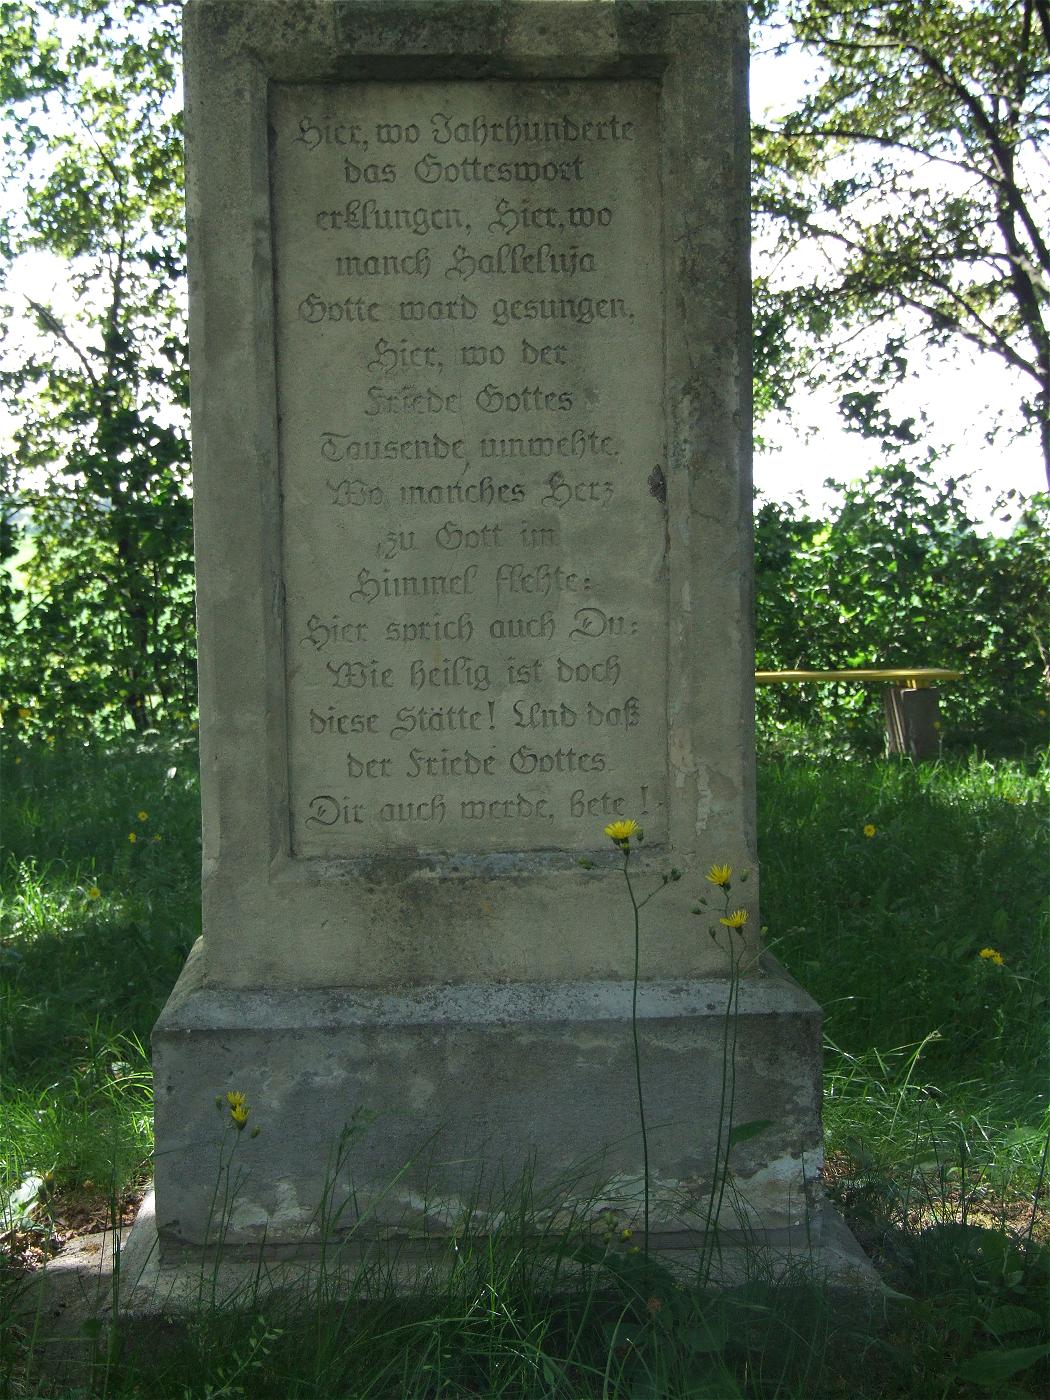 Hier, wo Jahrhunderte
das Gotteswort
erklungen, Hier, wo
manch Halleluja
Gotte ward gesungen,
Hier, wo der
Friede Gottes
Tausende umweht
Wo manches Herz
zu Gott im
Himmel fleht:
Hier sprich auch Du:
Wie heilig ist doch
diese Stätte! Und daß
der Friede Gottes
Dir auch werde, bete!